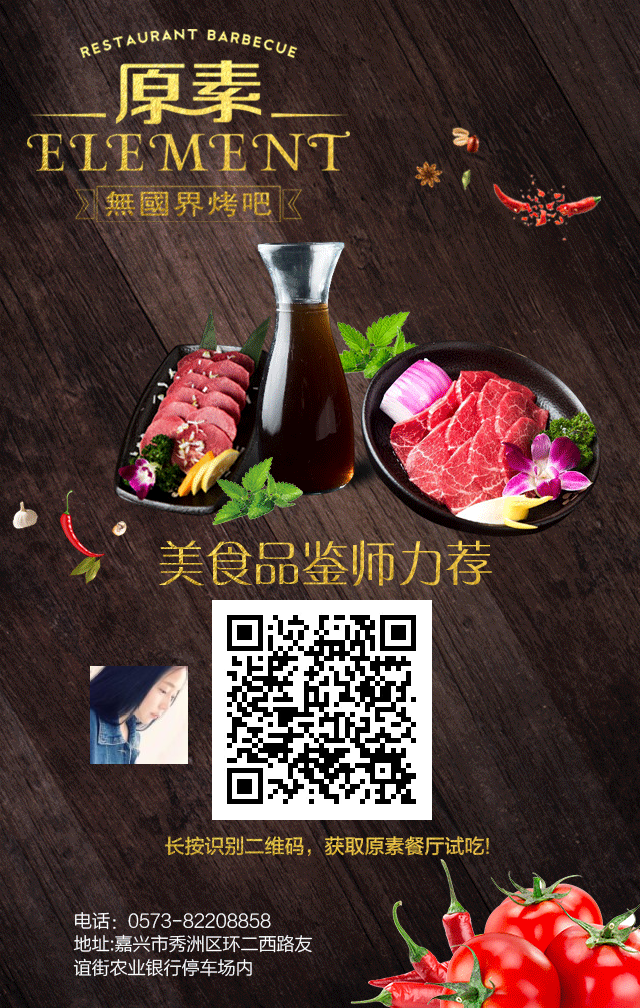 RESTAURANT BARBECUE
原素
ELEMENT
無國界烤吧
美食品鉴师力荐
长按识别二维码，获取原素餐厅试吃!
电话：0573-82208858
地址:嘉兴市秀洲区环二西路友
谊街农业银行停车场内